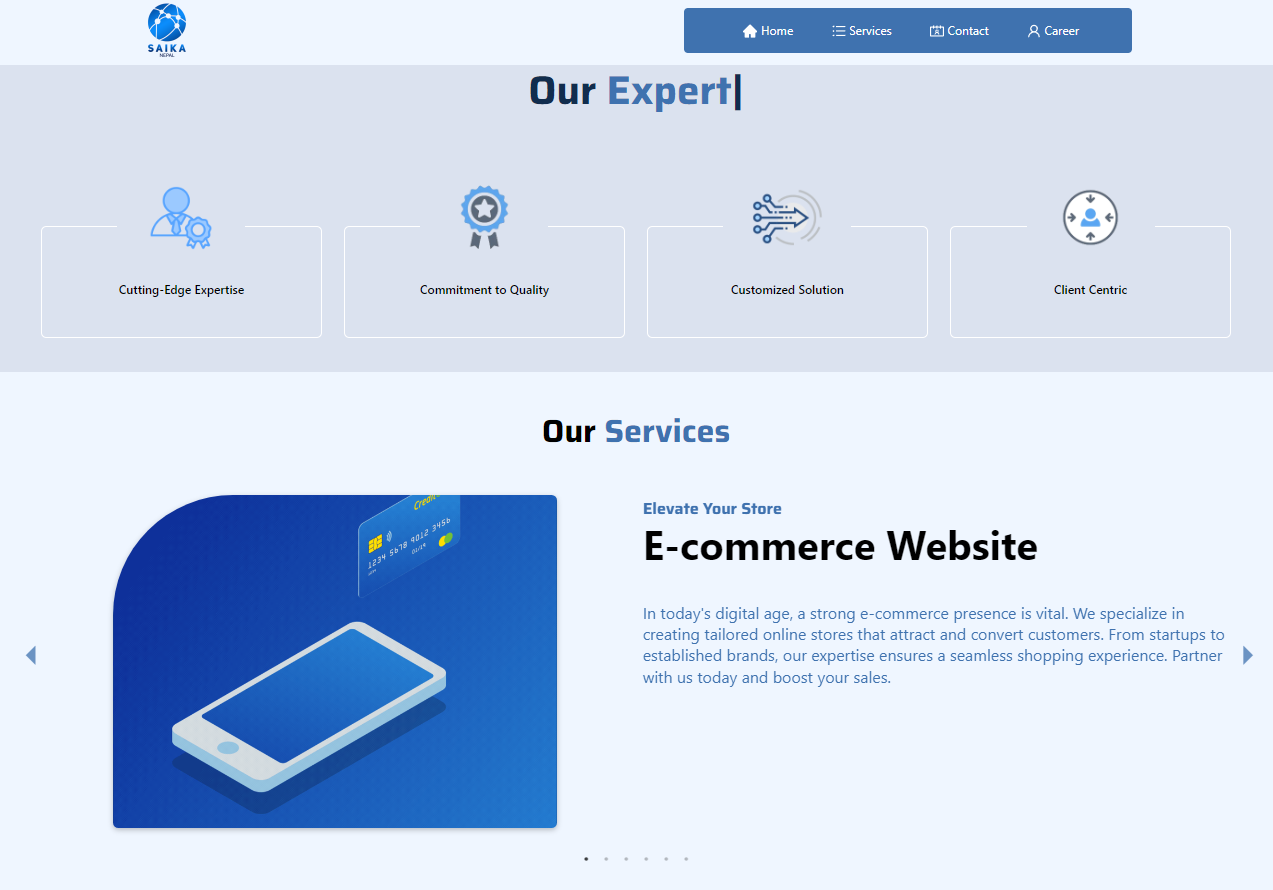 SAIKA
NEPAL
Home Services Contact Career
Our Expert|
Cutting-Edge Expertise Commitment to Quality Customized Solution Client Centric
Our Services
Elevate Your Store
E-commerce Website
1234 5678 9012 3456
01/19
In today's digital age, a strong e-commerce presence is vital. We specialize in
creating tailored online stores that attract and convert customers. From startups to
established brands, our expertise ensures a seamless shopping experience. Partner
with us today and boost your sales.